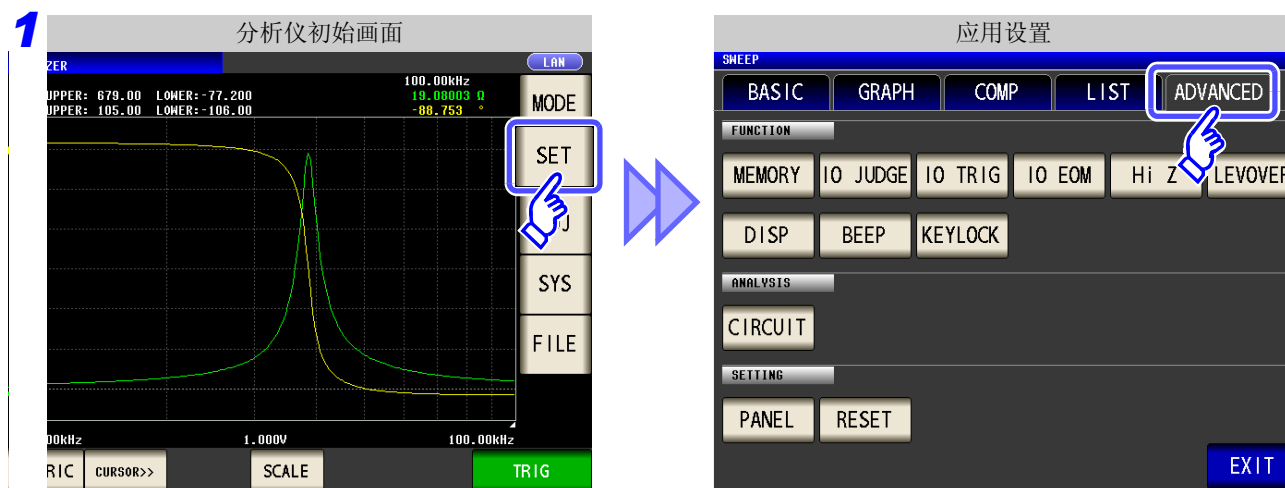 1
分析仪初始画面
ZER
LAN
100.00kHz
UPPER: 679.00 LOWER:-77.200 19.08003 Ω
UPPER: 105.00 LOWER:-106.00 -88.753 °
MODE
SET
J
SYS
FILE
00kHz 1.000V 100.00kHz
RIC CURSOR>> SCALE TRIG
应用设置
SWEEP
BASIC GRAPH COMP LIST ADVANCED
FUNCTION
MEMORY IO JUDGE IO TRIG IO EOM Hi Z LEVOVER
DISP BEEP KEYLOCK
ANALYSIS
CIRCUIT
SETTING
PANEL RESET
EXIT